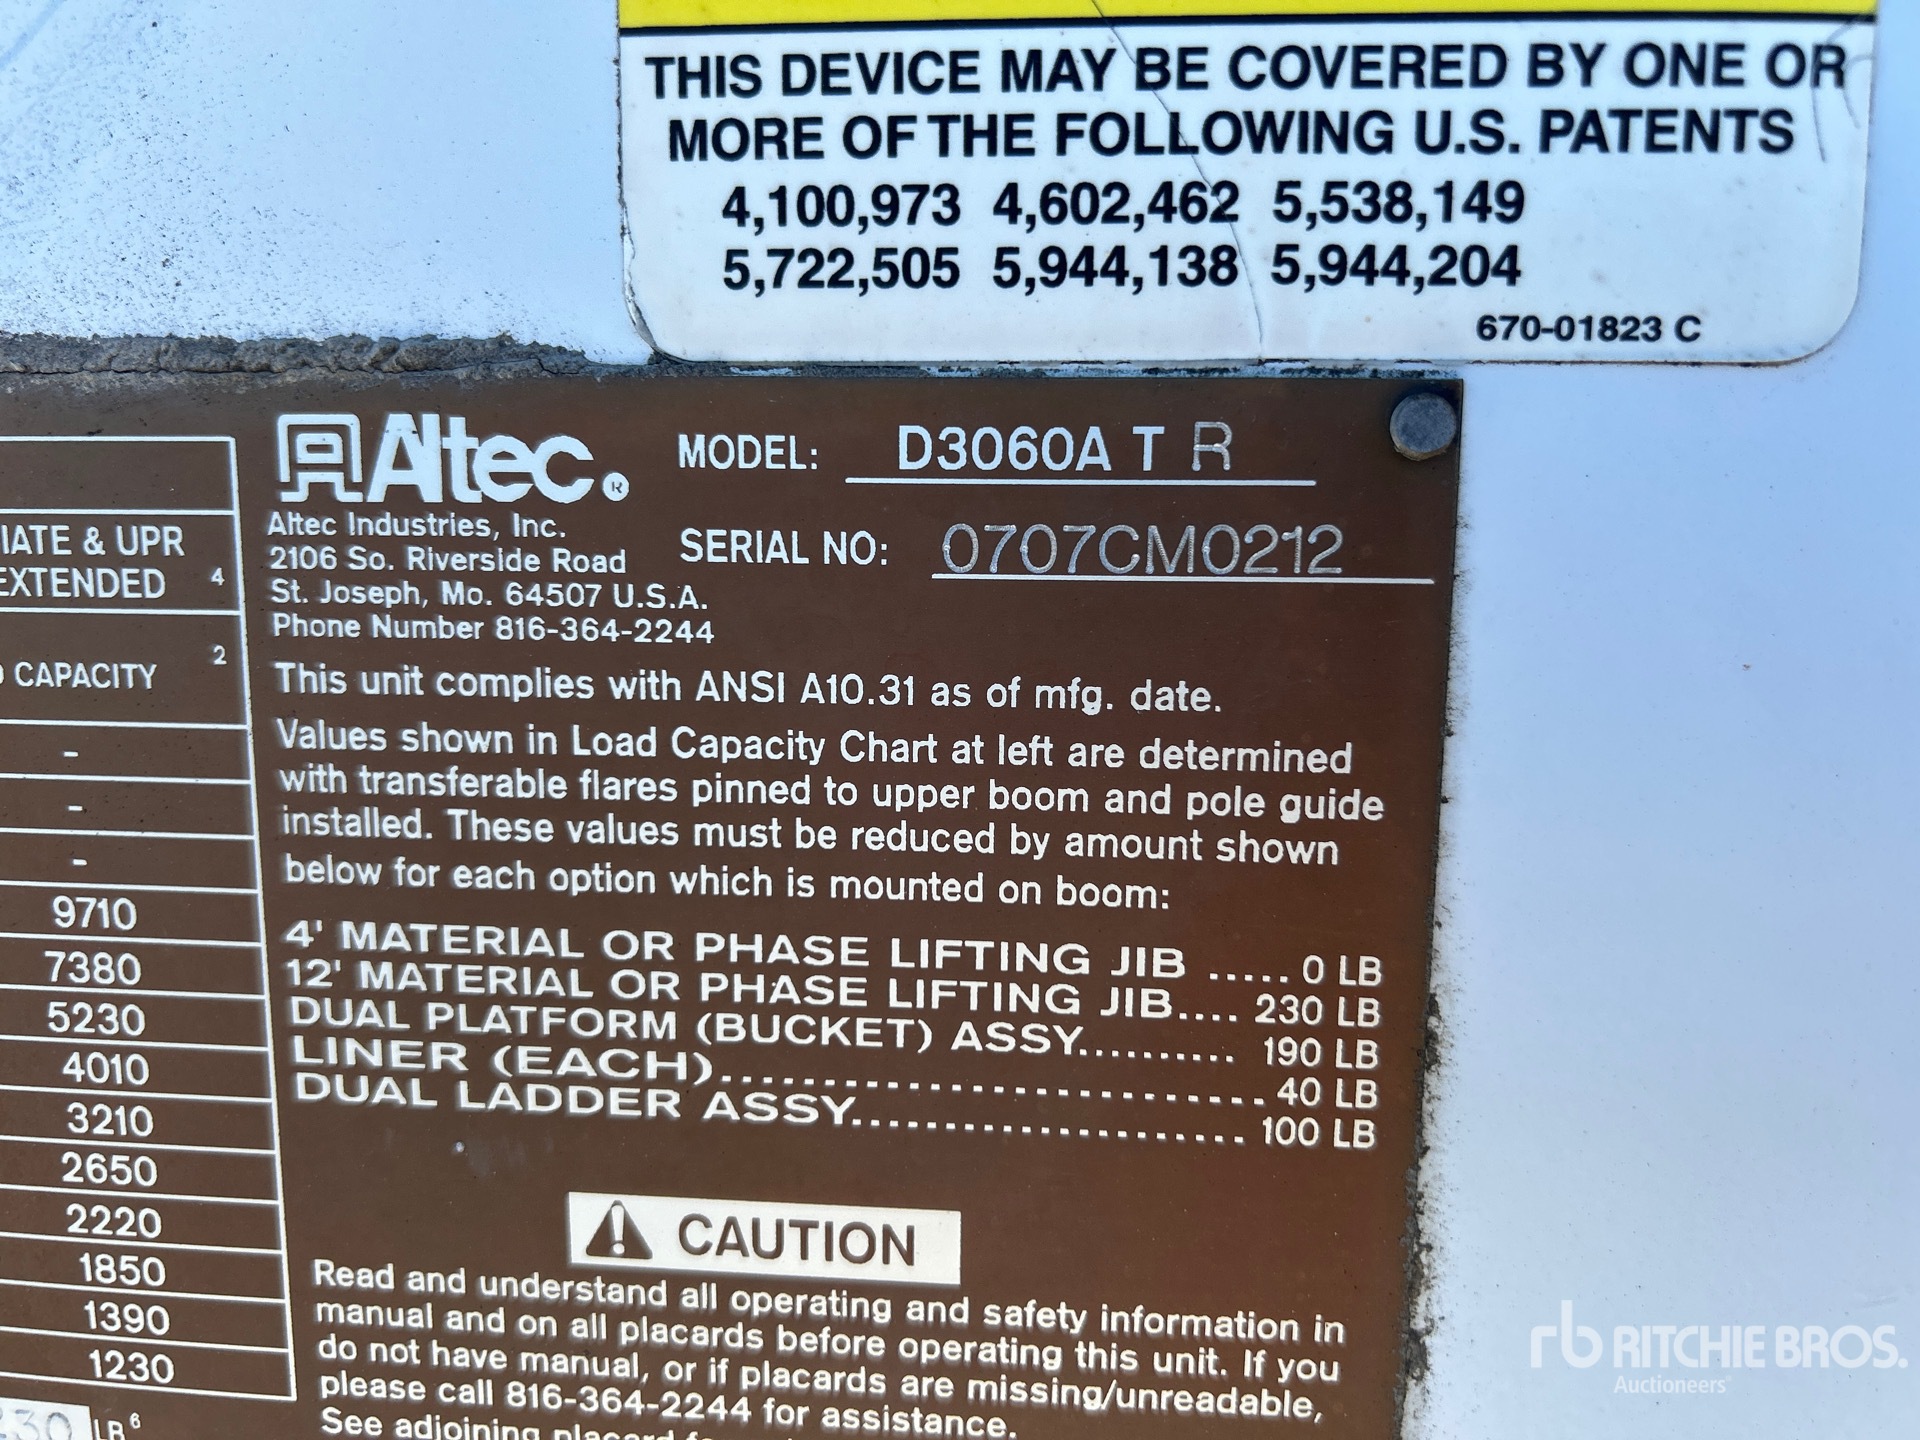 THIS DEVICE MAY BE COVERED BY ONE OR
MORE OF THE FOLLOWING U.S. PATENTS
4,100,973 4,602,462 5,538,149
5,722,505 5,944,138 5,944,204
670-01823 C
IATE & UPR
EXTENDED 4
CAPACITY 2
-
-
-
9710
7380
5230
4010
3210
2650
2220
1850
1390
1230
LB 6
Altec®
MODEL: D3060A T R
Altec Industries, Inc.
2106 So. Riverside Road
St. Joseph, Mo. 64507 U.S.A.
Phone Number 816-364-2244
SERIAL NO: 0707CM0212
This unit complies with ANSI A10.31 as of mfg. date.
Values shown in Load Capacity Chart at left are determined
with transferable flares pinned to upper boom and pole guide
installed. These values must be reduced by amount shown
below for each option which is mounted on boom:
4' MATERIAL OR PHASE LIFTING JIB ..... 0 LB
12' MATERIAL OR PHASE LIFTING JIB.... 230 LB
DUAL PLATFORM (BUCKET) ASSY.......... 190 LB
LINER (EACH)............................ 40 LB
DUAL LADDER ASSY...................... 100 LB
CAUTION
Read and understand all operating and safety information in
manual and on all placards before operating this unit. If you
do not have manual, or if placards are missing/unreadable,
please call 816-364-2244 for assistance.
See adjoining placard
rb RITCHIE BROS.
Auctioneers